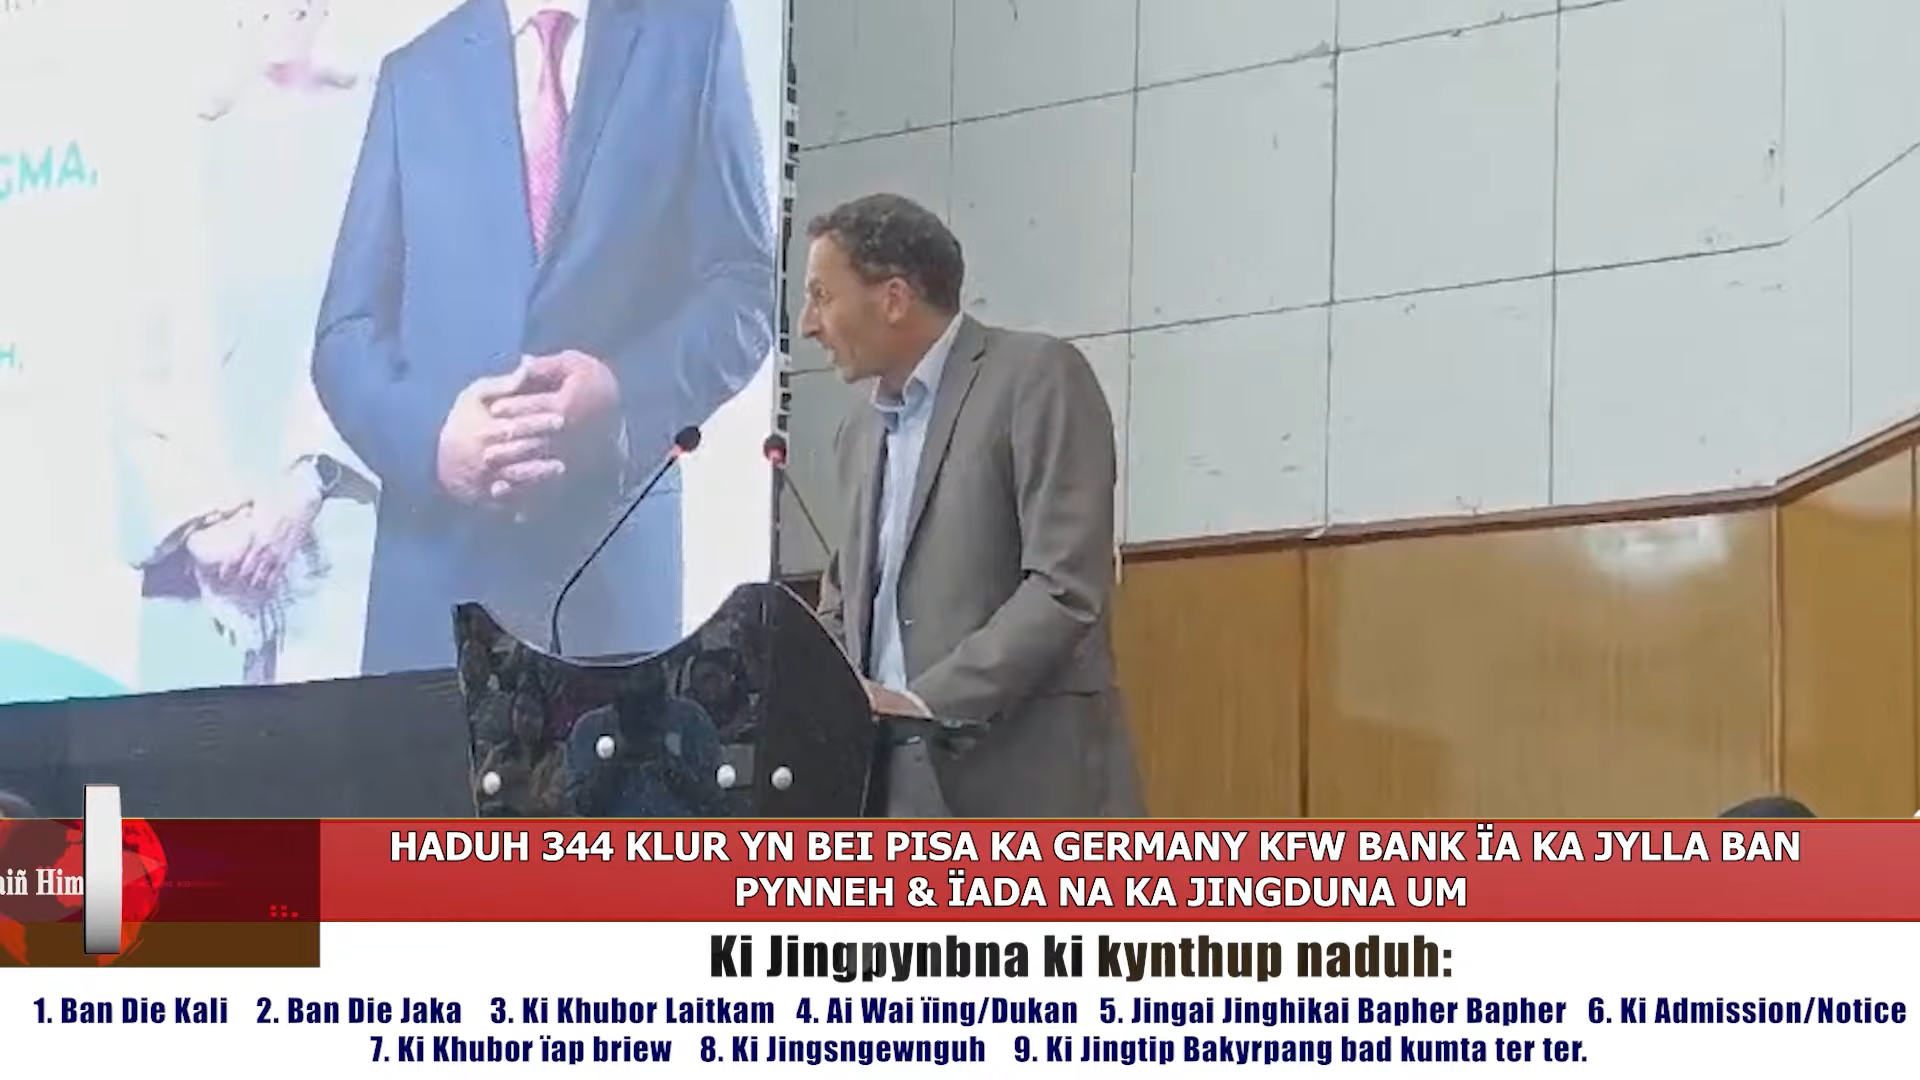 GMA,
H,
aiñ Him
HADUH 344 KLUR YN BEI PISA KA GERMANY KFW BANK ÏA KA JYLLA BAN
PYNNEH & ÏADA NA KA JINGDUNA UM
Ki Jingpynbna ki kynthup naduh:
1. Ban Die Kali 2. Ban Die Jaka 3. Ki Khubor Laitkam 4. Ai Wai ïing/Dukan 5. Jingai Jinghikai Bapher Bapher 6. Ki Admission/Notice
7. Ki Khubor ïap briew 8. Ki Jingsngewnguh 9. Ki Jingtip Bakyrpang bad kumta ter ter.